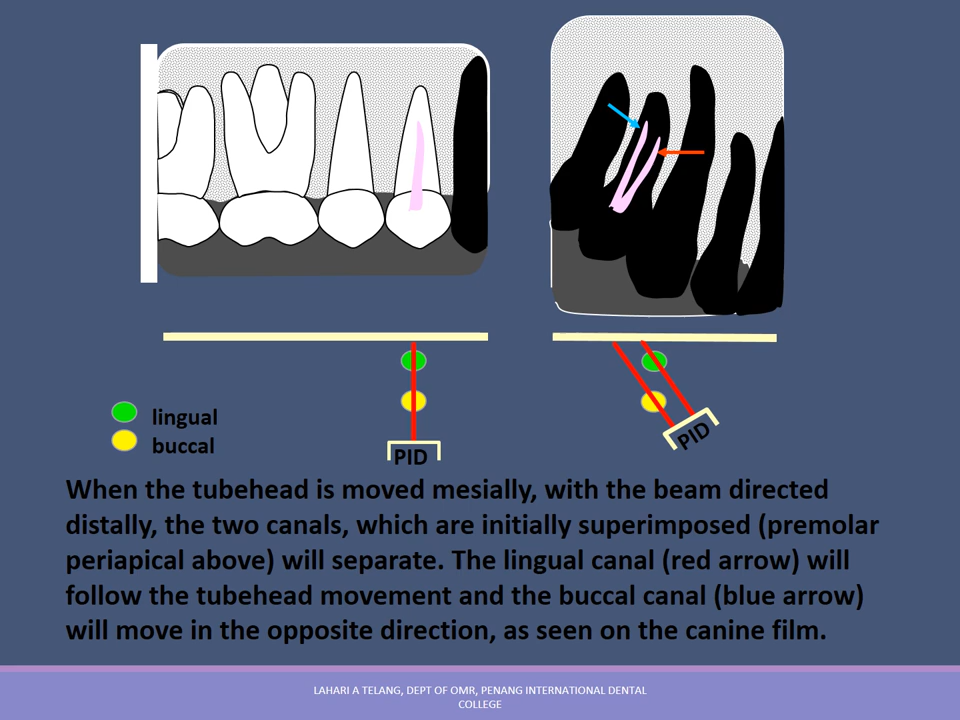 lingual
buccal
PID
PID
When the tubehead is moved mesially, with the beam directed
distally, the two canals, which are initially superimposed (premolar
periapical above) will separate. The lingual canal (red arrow) will
follow the tubehead movement and the buccal canal (blue arrow)
will move in the opposite direction, as seen on the canine film.
LAHARI A TELANG, DEPT OF OMR, PENANG INTERNATIONAL DENTAL
COLLEGE